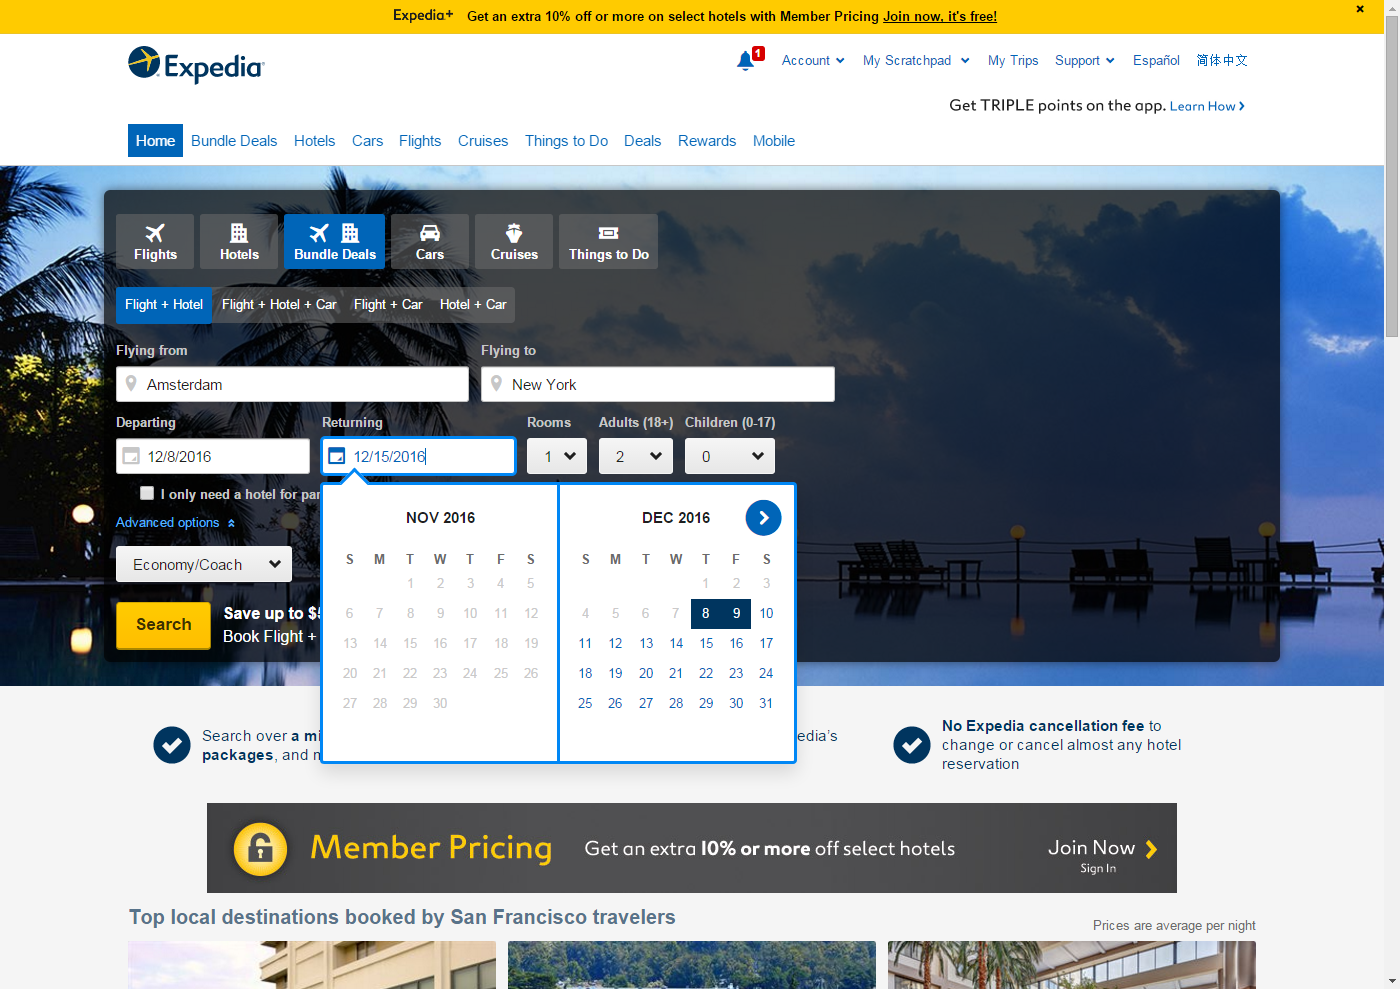 Expedia+ Get an extra 10% off or more on select hotels with Member Pricing Join now, it's free!
Expedia
1
Account
My Scratchpad
My Trips
Support
Español
简体中文
Get TRIPLE points on the app. Learn How
Home
Bundle Deals
Hotels
Cars
Flights
Cruises
Things to Do
Deals
Rewards
Mobile
Flights
Hotels
Bundle Deals
Cars
Cruises
Things to Do
Flight + Hotel
Flight + Hotel + Car
Flight + Car
Hotel + Car
Flying from
Flying to
Amsterdam
New York
Departing
Returning
Rooms
Adults (18+)
Children (0-17)
12/8/2016
12/15/2016
1
2
0
I only need a hotel for par
Advanced options
Economy/Coach
Search
Save up to $5
Book Flight +
NOV 2016
S M T W T F S
1 2 3 4 5
6 7 8 9 10 11 12
13 14 15 16 17 18 19
20 21 22 23 24 25 26
27 28 29 30
DEC 2016
S M T W T F S
1 2 3
4 5 6 7 8 9 10
11 12 13 14 15 16 17
18 19 20 21 22 23 24
25 26 27 28 29 30 31
Search over a mi
packages, and m
pedia's
No Expedia cancellation fee to
change or cancel almost any hotel
reservation
Member Pricing
Get an extra 10% or more off select hotels
Join Now
Sign In
Top local destinations booked by San Francisco travelers
Prices are average per night